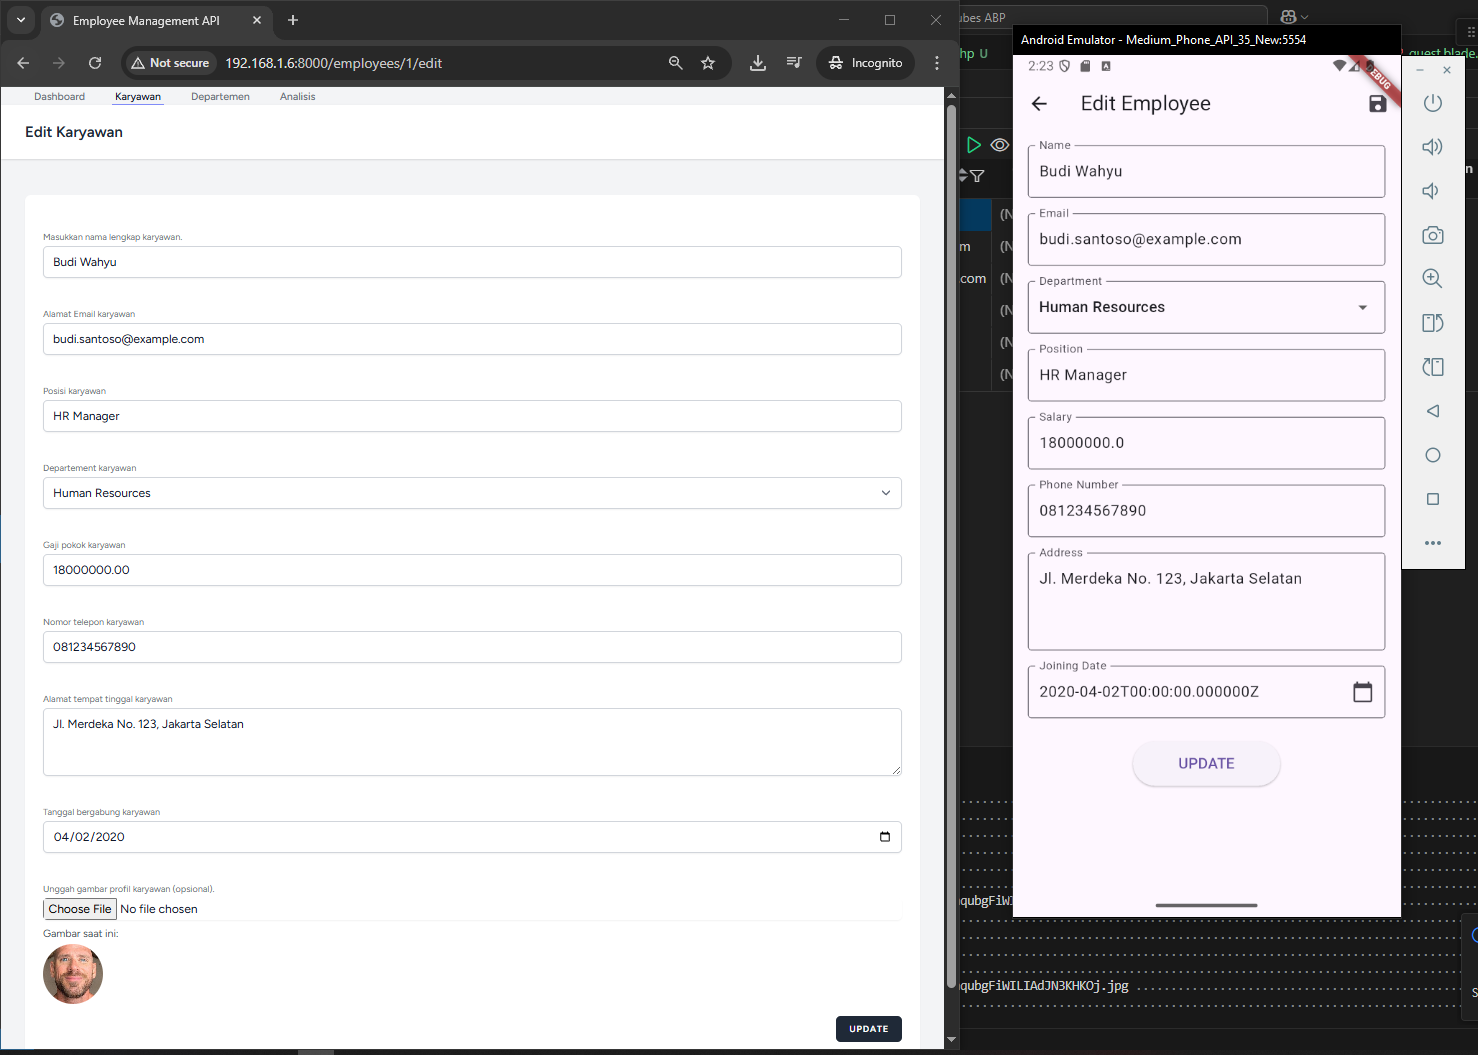 Employee Management API
Not secure
192.168.1.6:8000/employees/1/edit
Incognito
Dashboard
Karyawan
Departemen
Analisis
Edit Karyawan
Masukkan nama lengkap karyawan.
Budi Wahyu
Alamat Email karyawan
budi.santoso@example.com
Posisi karyawan
HR Manager
Departement karyawan
Human Resources
Gaji pokok karyawan
18000000.00
Nomor telepon karyawan
081234567890
Alamat tempat tinggal karyawan
Jl. Merdeka No. 123, Jakarta Selatan
Tanggal bergabung karyawan
04/02/2020
Unggah gambar profil karyawan (opsional).
Choose File No file chosen
Gambar saat ini:
UPDATE
ubes ABP
hp U
guest.blade.
m
.com
(N
(N
(N
(N
(N
(N
n
Android Emulator - Medium_Phone_API_35_New:5554
2:23
A
DEBUG
Edit Employee
Name
Budi Wahyu
Email
budi.santoso@example.com
Department
Human Resources
Position
HR Manager
Salary
18000000.0
Phone Number
081234567890
Address
Jl. Merdeka No. 123, Jakarta Selatan
Joining Date
2020-04-02T00:00:00.000000Z
UPDATE
qubgFiWI
qubgFiWILIAdJN3KHKOj.jpg
S